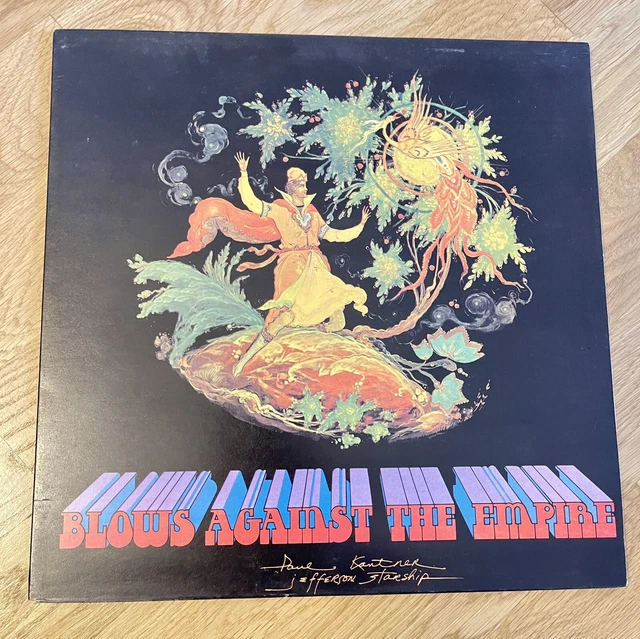 BLOWS AGAINST THE EMPIRE
Paul Kantner
jefferson starship